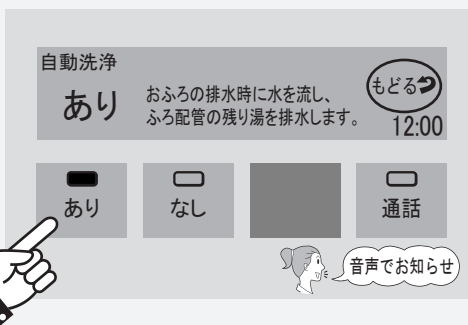 自動洗浄
あり
おふろの排水時に水を流し、
ふろ配管の残り湯を排水します。
もどる
12:00
あり
なし
通話
音声でお知らせ